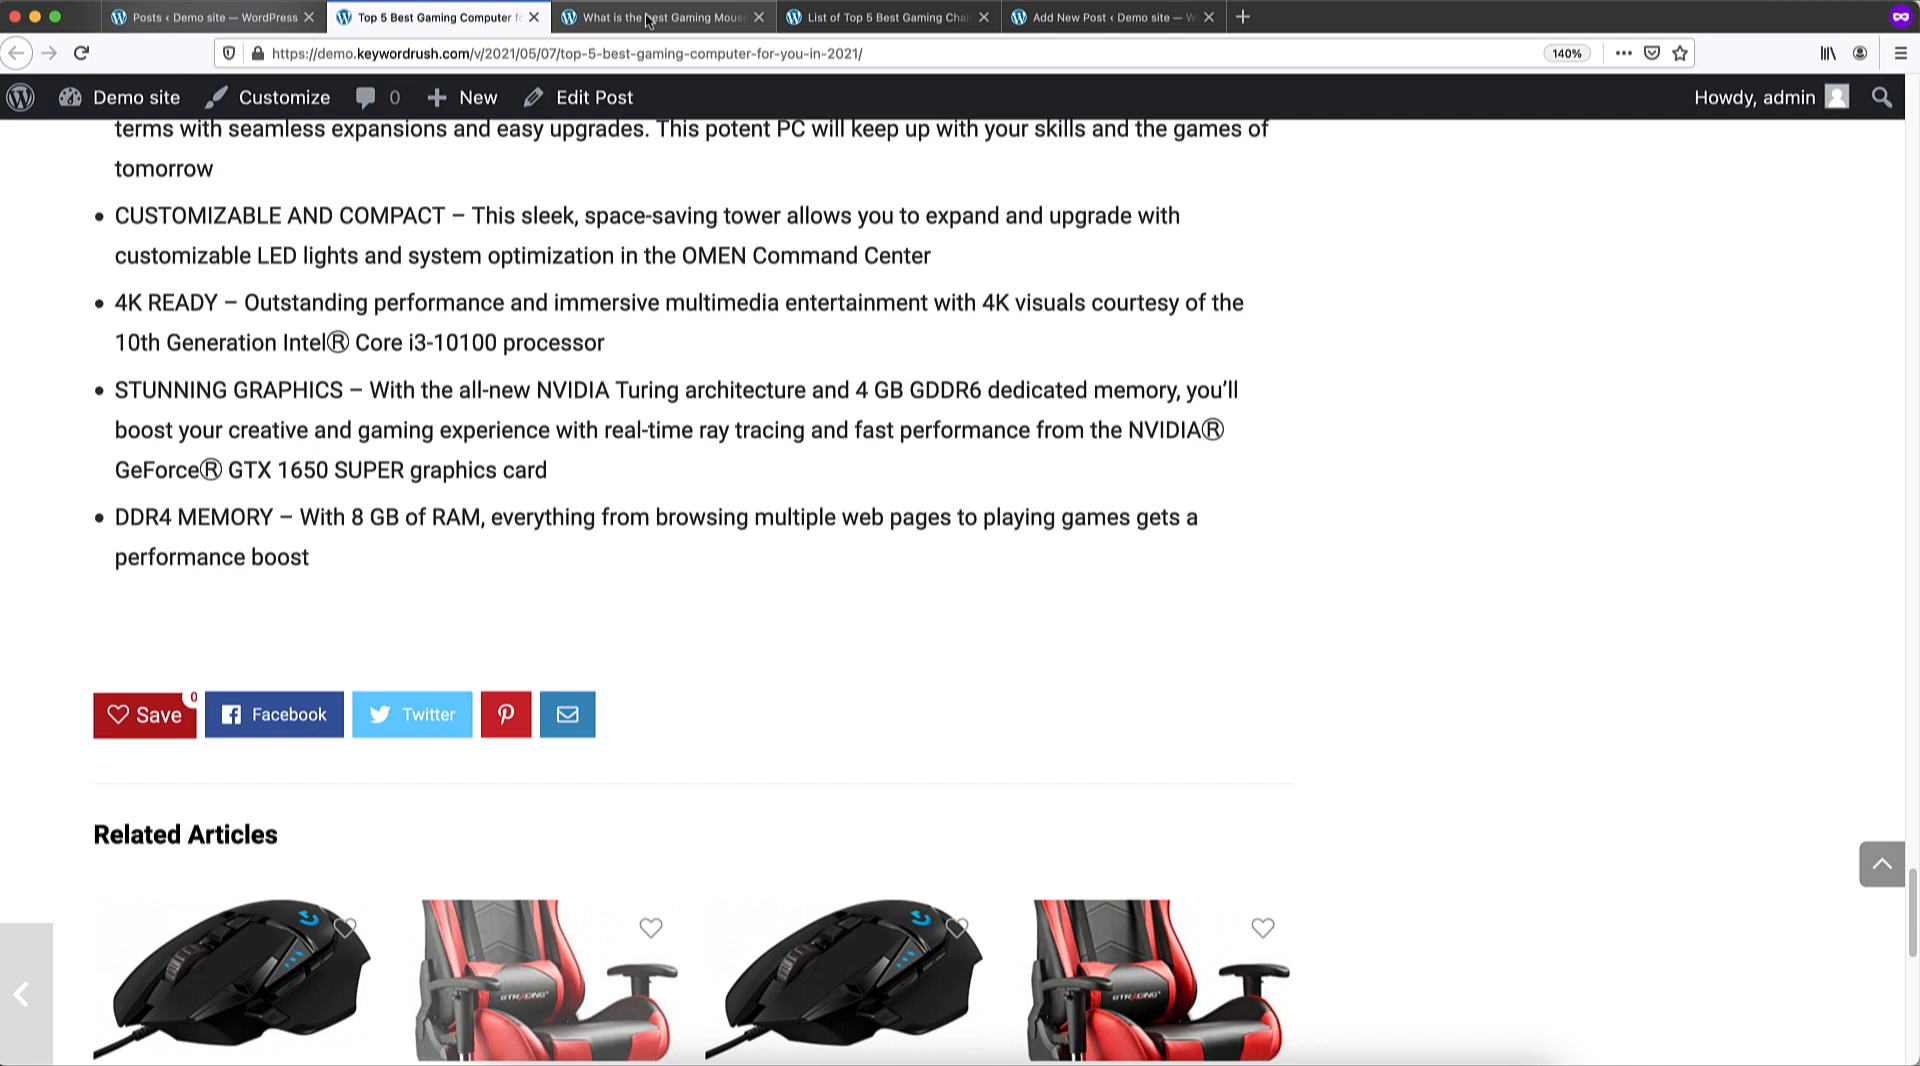 Posts ‹ Demo site — WordPress
Top 5 Best Gaming Computer f
What is the best Gaming Mous
List of Top 5 Best Gaming Chai
Add New Post ‹ Demo site — W
https://demo.keywordrush.com/v/2021/05/07/top-5-best-gaming-computer-for-you-in-2021/
140%
Demo site
Customize
0
New
Edit Post
Howdy, admin
terms with seamless expansions and easy upgrades. This potent PC will keep up with your skills and the games of
tomorrow
• CUSTOMIZABLE AND COMPACT – This sleek, space-saving tower allows you to expand and upgrade with
customizable LED lights and system optimization in the OMEN Command Center
• 4K READY – Outstanding performance and immersive multimedia entertainment with 4K visuals courtesy of the
10th Generation Intel® Core i3-10100 processor
• STUNNING GRAPHICS – With the all-new NVIDIA Turing architecture and 4 GB GDDR6 dedicated memory, you’ll
boost your creative and gaming experience with real-time ray tracing and fast performance from the NVIDIA®
GeForce® GTX 1650 SUPER graphics card
• DDR4 MEMORY – With 8 GB of RAM, everything from browsing multiple web pages to playing games gets a
performance boost
Save
0
Facebook
Twitter
Related Articles
GTRACING
GTRACING